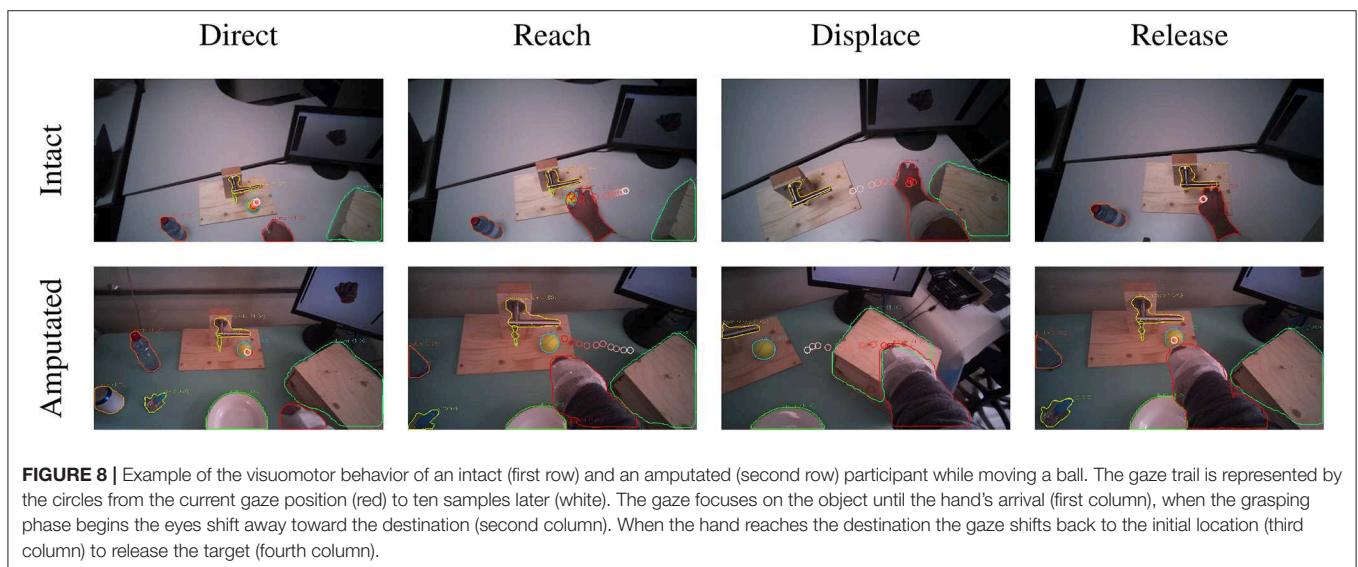 Direct Reach Displace Release
Intact
Amputated
FIGURE 8 | Example of the visuomotor behavior of an intact (first row) and an amputated (second row) participant while moving a ball. The gaze trail is represented by
the circles from the current gaze position (red) to ten samples later (white). The gaze focuses on the object until the hand's arrival (first column), when the grasping
phase begins the eyes shift away toward the destination (second column). When the hand reaches the destination the gaze shifts back to the initial location (third
column) to release the target (fourth column).